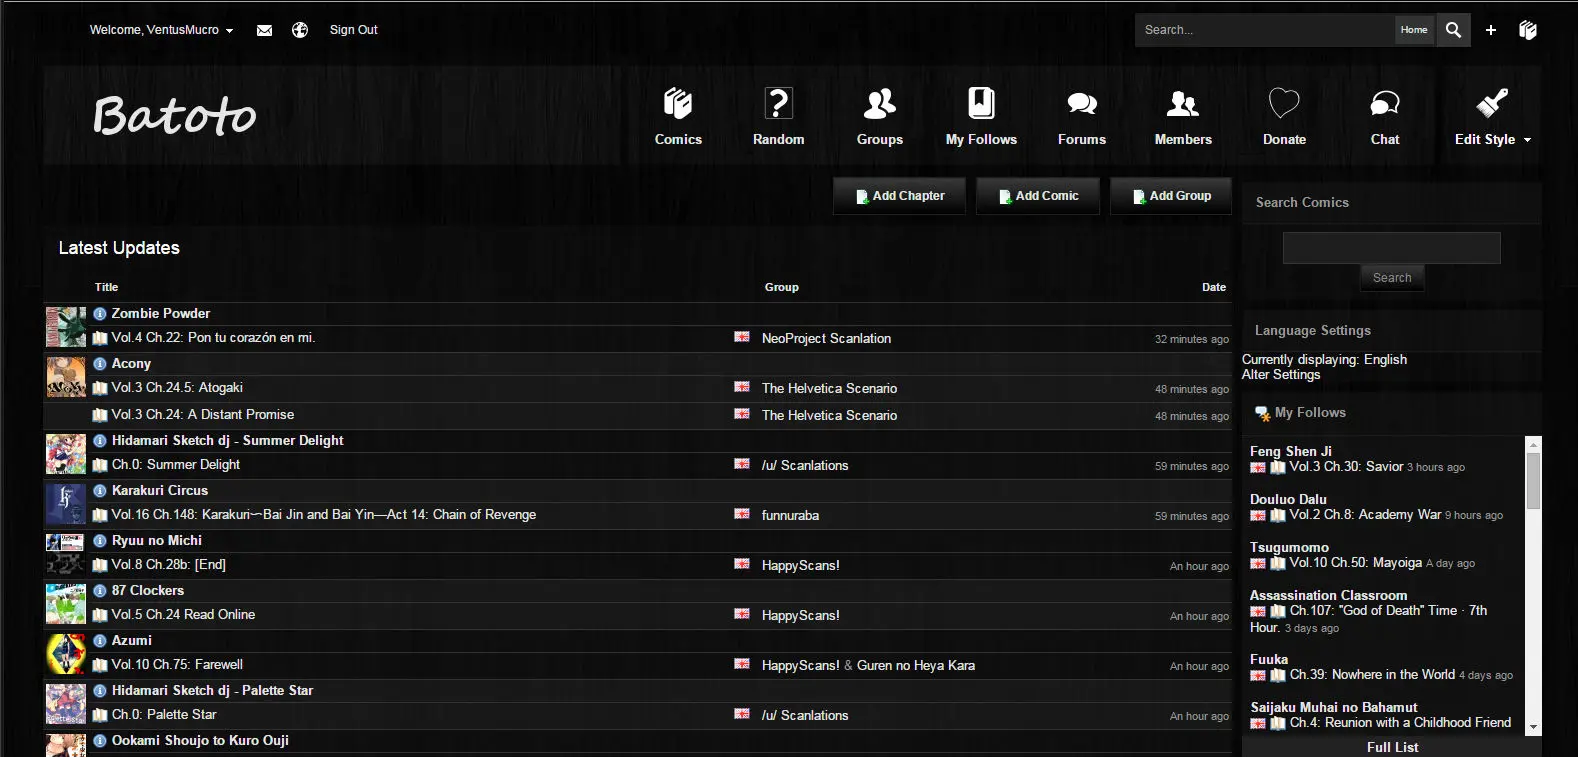 Welcome, VentusMucro
Sign Out
Search...
Home
Batoto
Comics
Random
Groups
My Follows
Forums
Members
Donate
Chat
Edit Style
Add Chapter
Add Comic
Add Group
Latest Updates
Title Group Date
Zombie Powder
Vol.4 Ch.22: Pon tu corazón en mi. NeoProject Scanlation 32 minutes ago
Acony
Vol.3 Ch.24.5: Atogaki The Helvetica Scenario 48 minutes ago
Vol.3 Ch.24: A Distant Promise The Helvetica Scenario 48 minutes ago
Hidamari Sketch dj - Summer Delight
Ch.0: Summer Delight /u/ Scanlations 59 minutes ago
Karakuri Circus
Vol.16 Ch.148: Karakuri〜Bai Jin and Bai Yin—Act 14: Chain of Revenge funnuraba 59 minutes ago
Ryuu no Michi
Vol.8 Ch.28b: [End] HappyScans! An hour ago
87 Clockers
Vol.5 Ch.24 Read Online HappyScans! An hour ago
Azumi
Vol.10 Ch.75: Farewell HappyScans! & Guren no Heya Kara An hour ago
Hidamari Sketch dj - Palette Star
Ch.0: Palette Star /u/ Scanlations An hour ago
Ookami Shoujo to Kuro Ouji
Search Comics
Search
Language Settings
Currently displaying: English
Alter Settings
My Follows
Feng Shen Ji
Vol.3 Ch.30: Savior 3 hours ago
Douluo Dalu
Vol.2 Ch.8: Academy War 9 hours ago
Tsugumomo
Vol.10 Ch.50: Mayoiga A day ago
Assassination Classroom
Ch.107: "God of Death" Time · 7th
Hour. 3 days ago
Fuuka
Ch.39: Nowhere in the World 4 days ago
Saijaku Muhai no Bahamut
Ch.4: Reunion with a Childhood Friend
Full List